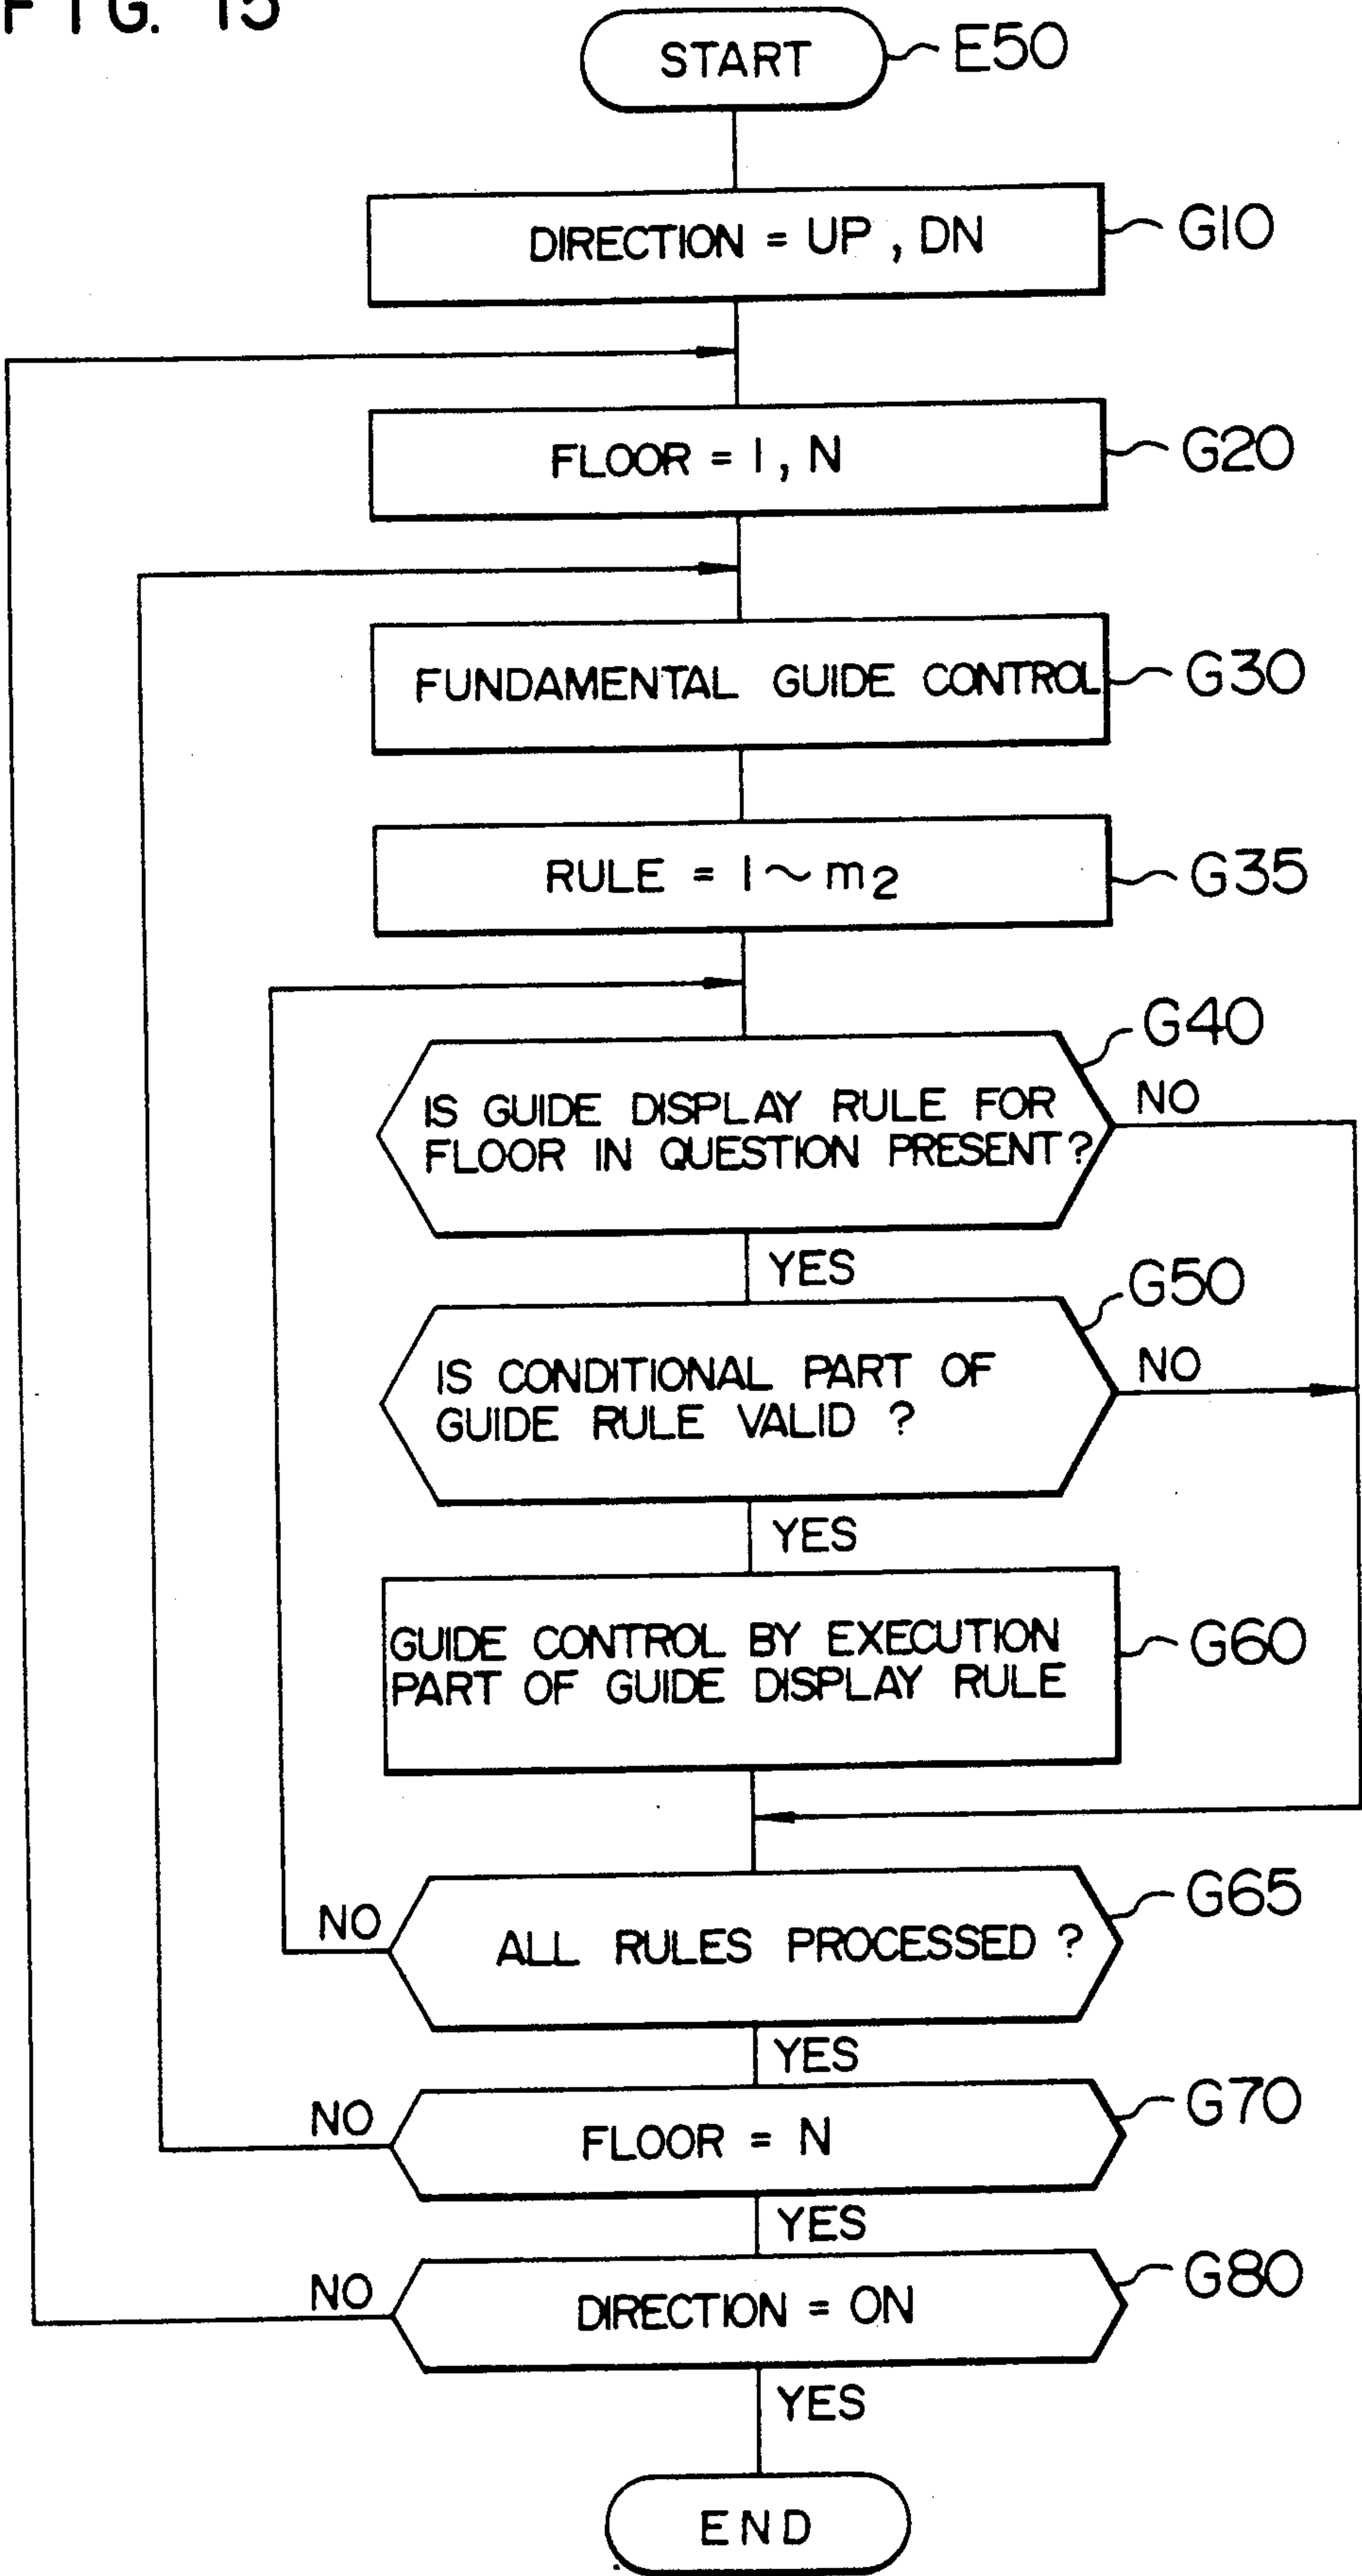 FIG. 15
START
E50
DIRECTION = UP, DN
G10
FLOOR = 1, N
G20
FUNDAMENTAL GUIDE CONTROL
G30
RULE = 1~m2
G35
G40
IS GUIDE DISPLAY RULE FOR
FLOOR IN QUESTION PRESENT?
NO
YES
G50
IS CONDITIONAL PART OF
GUIDE RULE VALID ?
NO
YES
GUIDE CONTROL BY EXECUTION
PART OF GUIDE DISPLAY RULE
G60
G65
NO
ALL RULES PROCESSED ?
YES
G70
NO
FLOOR = N
YES
G80
NO
DIRECTION = ON
YES
END